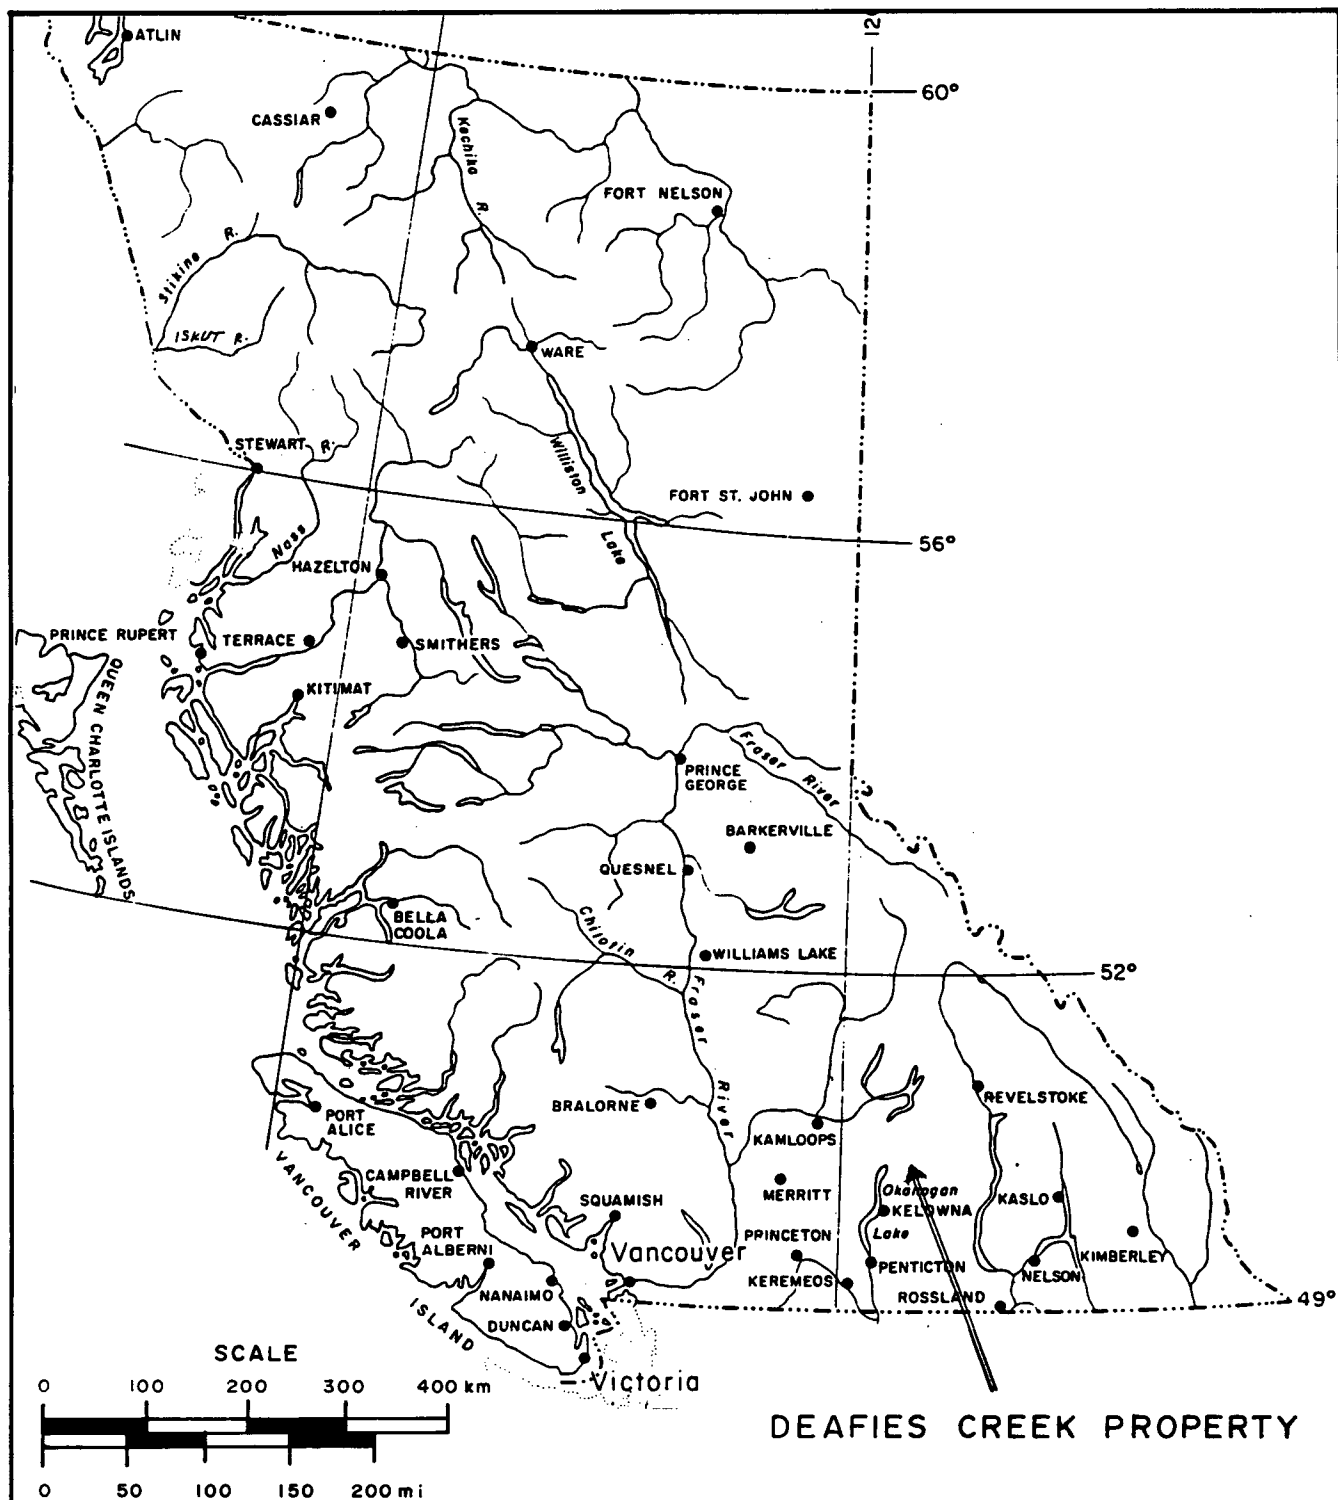 12
ATLIN
60°
CASSIAR
Kechika
R.
FORT NELSON
Stikine R.
ISKUT R.
WARE
STEWART
R.
Williston
FORT ST. JOHN
Nass
Lake
56°
HAZELTON
PRINCE RUPERT
TERRACE
SMITHERS
KITIMAT
QUEEN CHARLOTTE ISLANDS
Fraser River
PRINCE
GEORGE
BARKERVILLE
QUESNEL
BELLA
COOLA
Chilotin
R.
WILLIAMS LAKE
52°
Fraser
River
REVELSTOKE
BRALORNE
PORT
ALICE
KAMLOOPS
VANCOUVER
CAMPBELL
RIVER
MERRITT
Okanogan
KASLO
SQUAMISH
KELOWNA
PORT
ALBERNI
PRINCETON
Lake
Vancouver
KIMBERLEY
PENTICTON
NELSON
KEREMEOS
NANAIMO
ROSSLAND
49°
ISLAND
DUNCAN
SCALE
Victoria
0 100 200 300 400 km
DEAFIES CREEK PROPERTY
0 50 100 150 200 mi